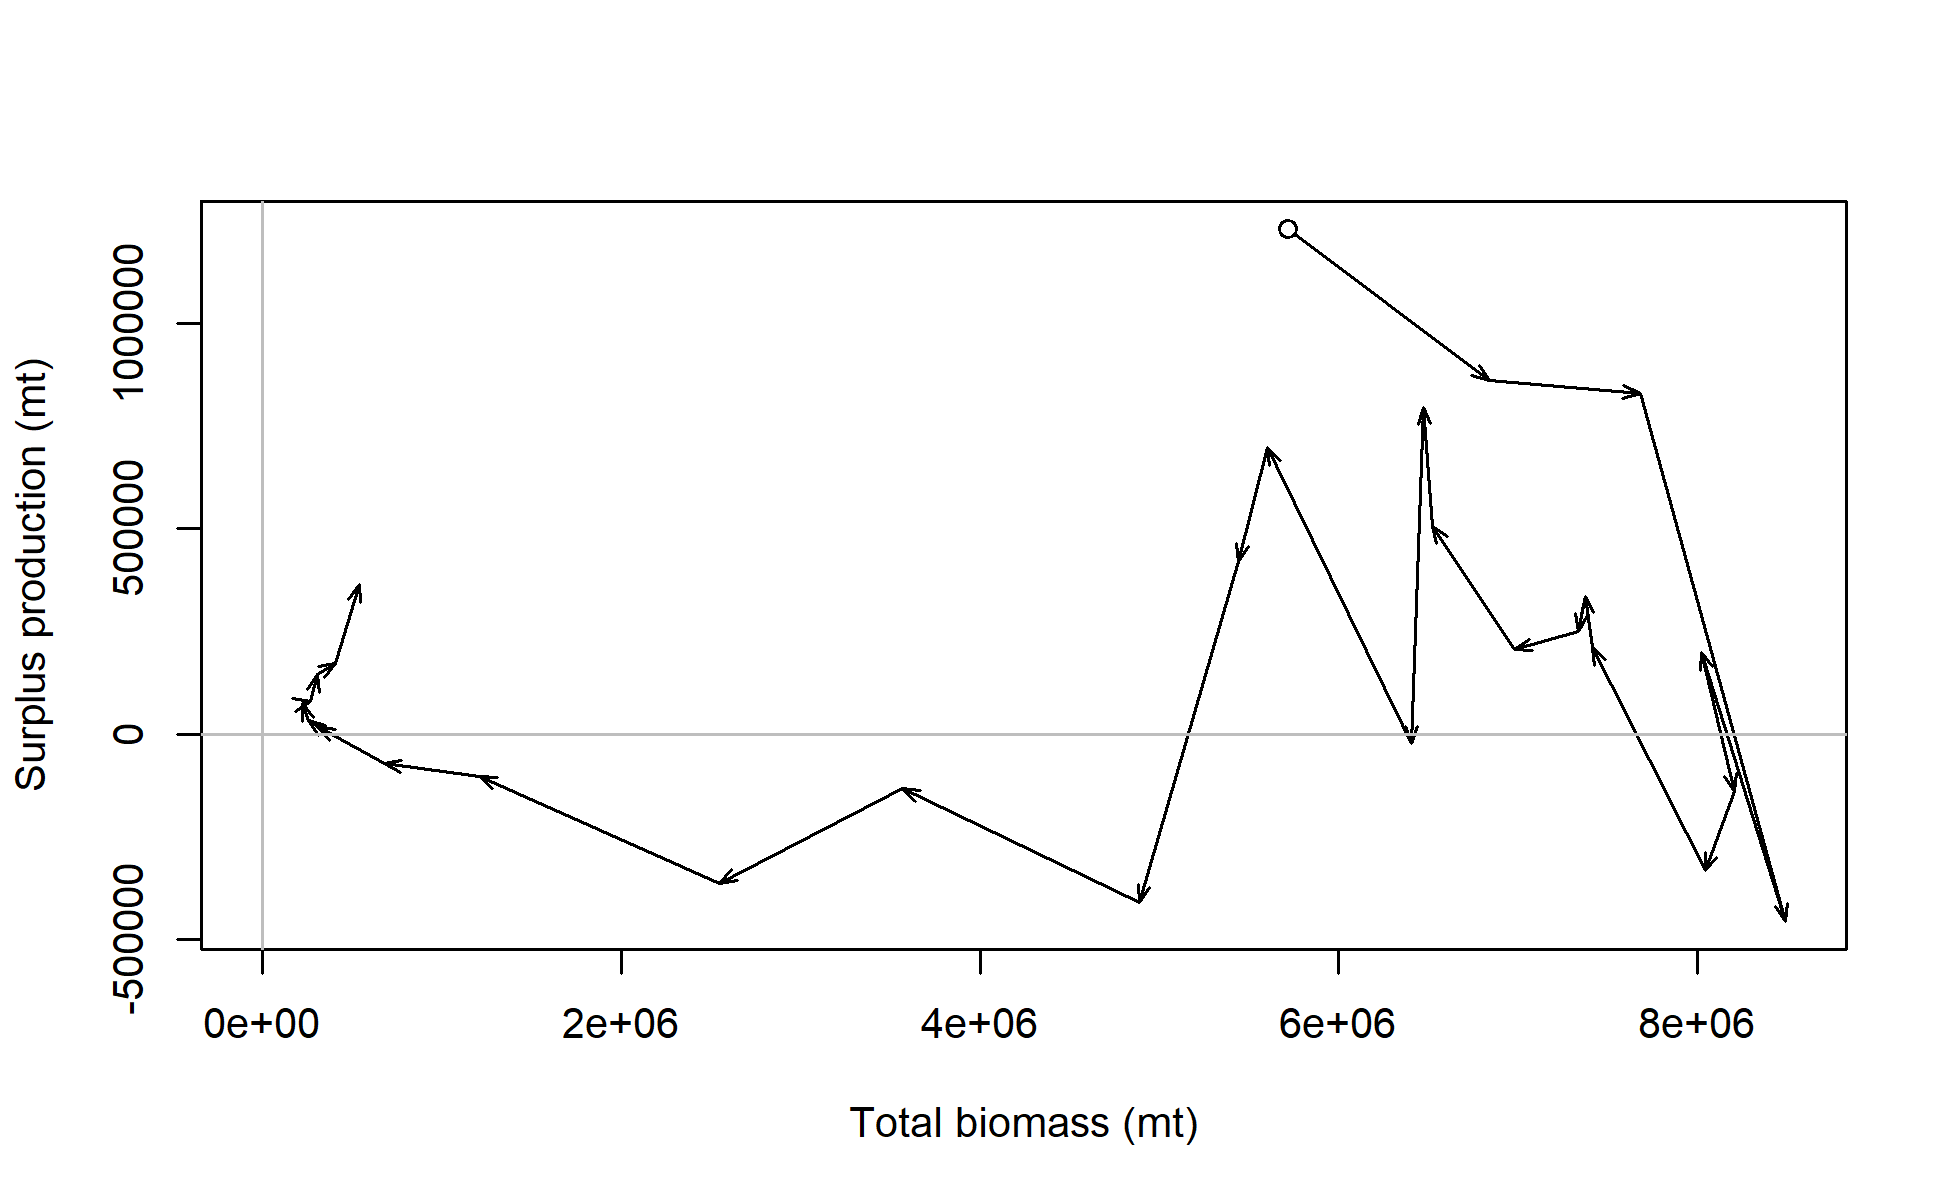 Surplus production (mt)
1000000
500000
0
-500000
0e+00 2e+06 4e+06 6e+06 8e+06
Total biomass (mt)